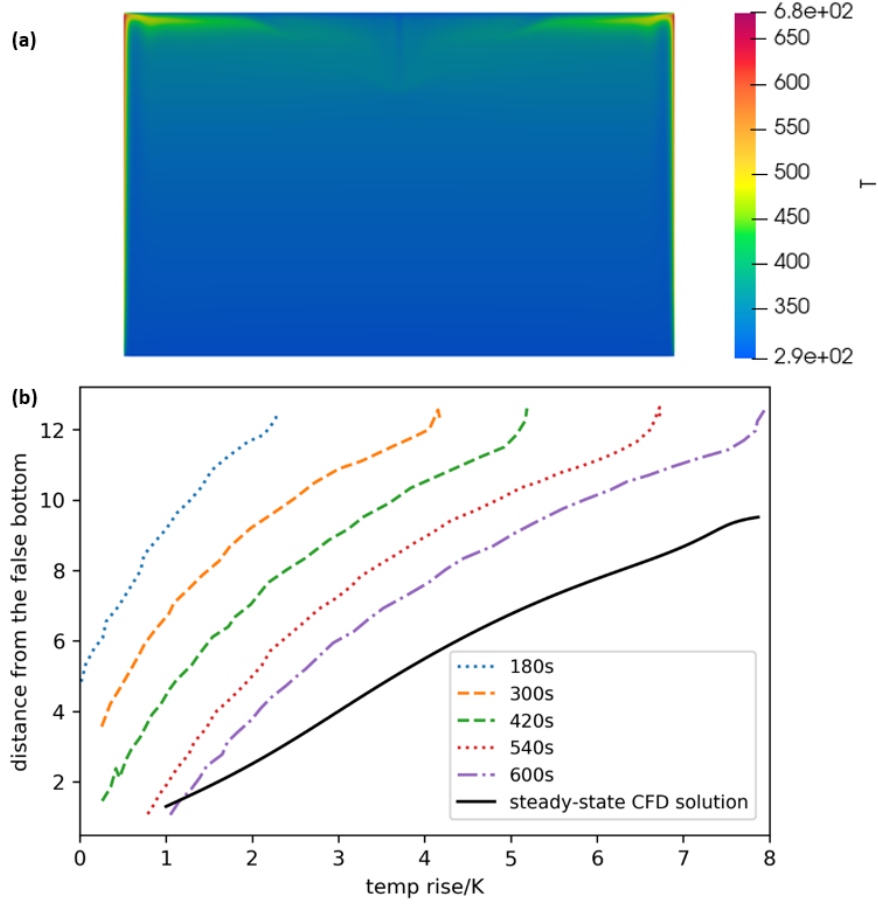 (a)
6.8e+02
650
600
550
500
450
400
350
2.9e+02
T
(b)
distance from the false bottom
12
10
8
6
4
2
0 1 2 3 4 5 6 7 8
temp rise/K
180s
300s
420s
540s
600s
steady-state CFD solution